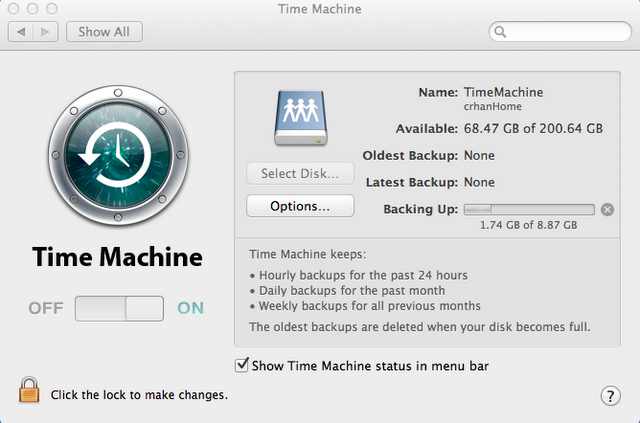 Time Machine
Show All
Name: TimeMachine
crhanHome
Available: 68.47 GB of 200.64 GB
Oldest Backup: None
Select Disk...
Latest Backup: None
Options...
Backing Up:
1.74 GB of 8.87 GB
Time Machine
OFF ON
Time Machine keeps:
• Hourly backups for the past 24 hours
• Daily backups for the past month
• Weekly backups for all previous months
The oldest backups are deleted when your disk becomes full.
Show Time Machine status in menu bar
Click the lock to make changes.
?